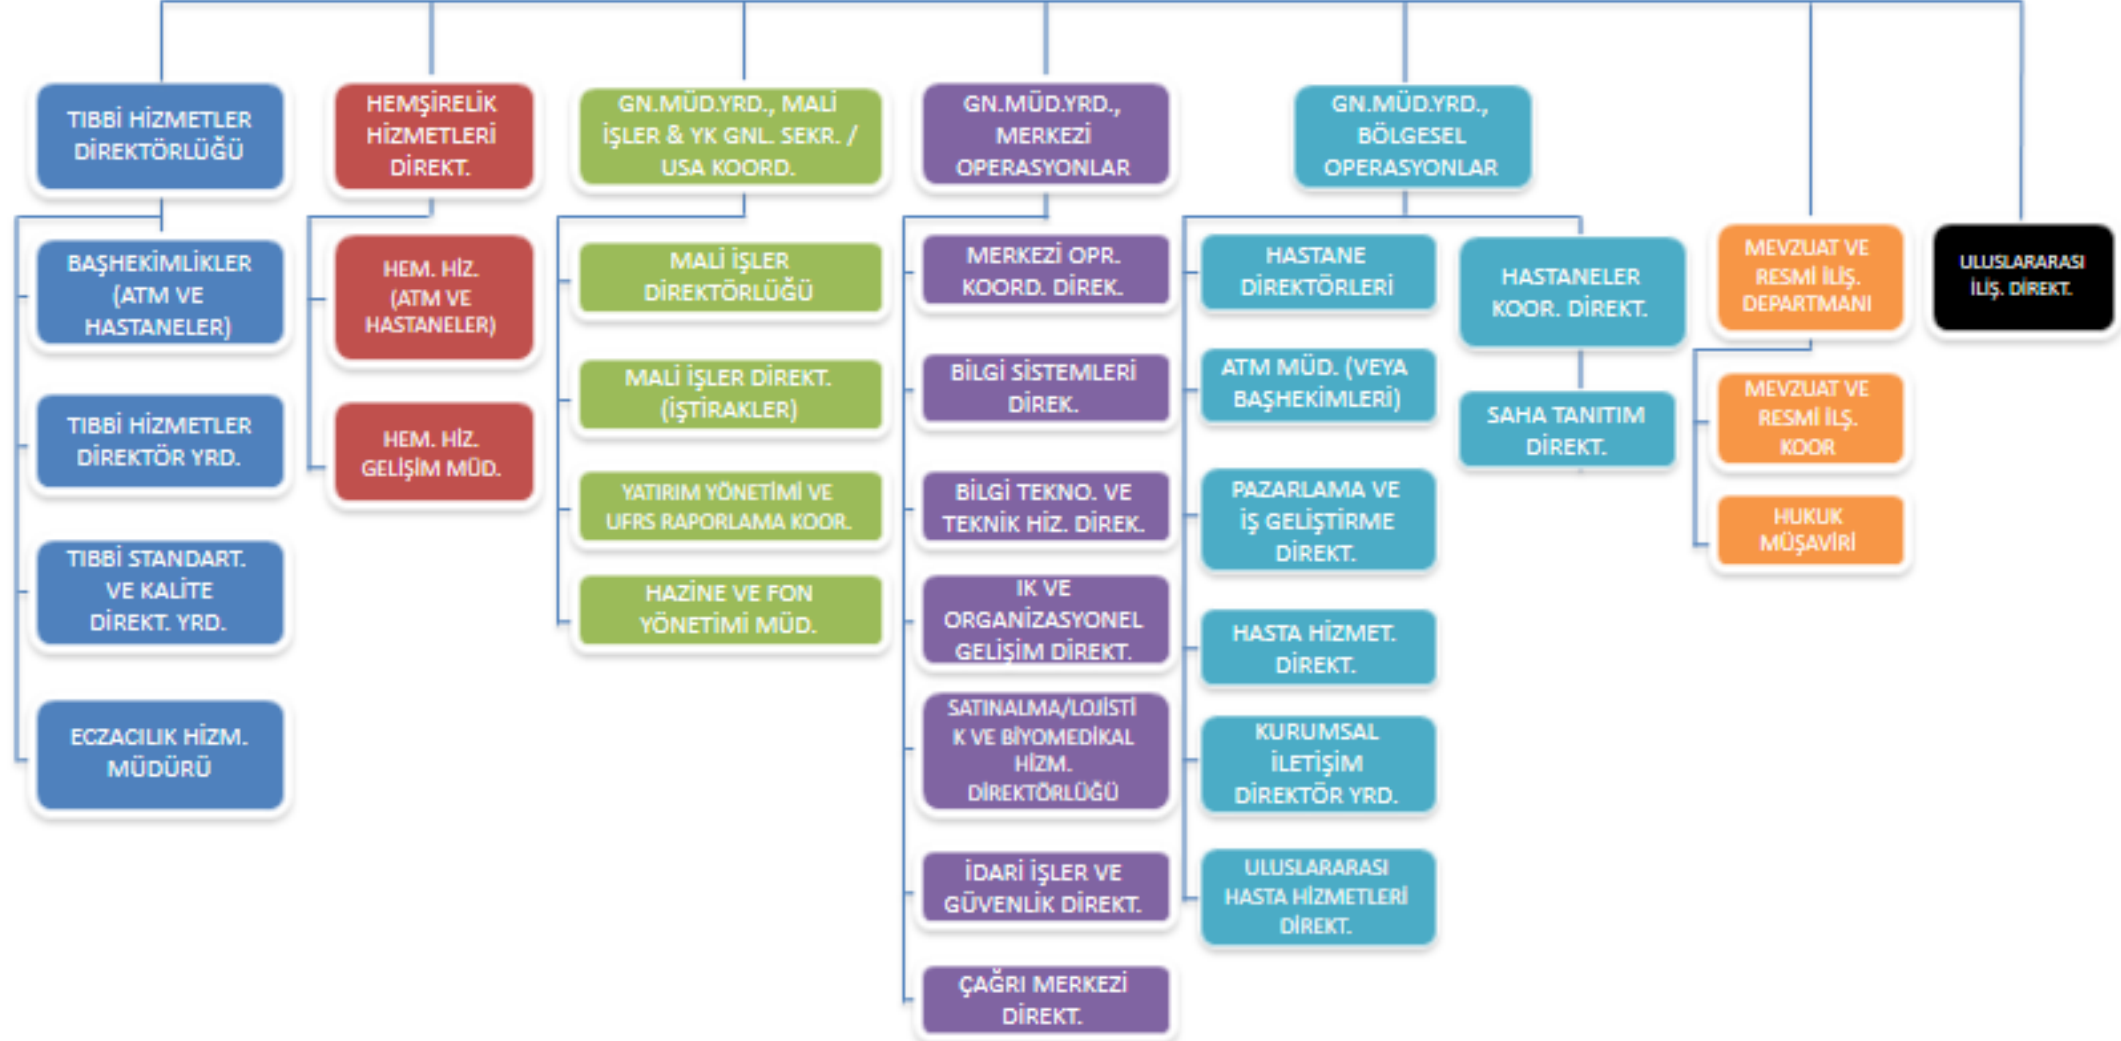 TIBBİ HİZMETLER
DİREKTÖRLÜĞÜ
BAŞHEKİMLİKLER
(ATM VE
HASTANELER)
TIBBİ HİZMETLER
DİREKTÖR YRD.
TIBBİ STANDART.
VE KALİTE
DİREKT. YRD.
ECZACILIK HİZM.
MÜDÜRÜ
HEMŞİRELİK
HİZMETLERİ
DİREKT.
HEM. HİZ.
(ATM VE
HASTANELER)
HEM. HİZ.
GELİŞİM MÜD.
GN.MÜD.YRD., MALİ
İŞLER & YK GNL. SEKR. /
USA KOORD.
MALİ İŞLER
DİREKTÖRLÜĞÜ
MALİ İŞLER DİREKT.
(İŞTİRAKLER)
YATIRIM YÖNETİMİ VE
UFRS RAPORLAMA KOOR.
HAZİNE VE FON
YÖNETİMİ MÜD.
GN.MÜD.YRD.,
MERKEZİ
OPERASYONLAR
MERKEZİ OPR.
KOORD. DİREK.
BİLGİ SİSTEMLERİ
DİREK.
BİLGİ TEKNO. VE
TEKNİK HİZ. DİREK.
IK VE
ORGANİZASYONEL
GELİŞİM DİREKT.
SATINALMA/LOJİSTİ
K VE BİYOMEDİKAL
HİZM.
DİREKTÖRLÜĞÜ
İDARİ İŞLER VE
GÜVENLİK DİREKT.
ÇAĞRI MERKEZİ
DİREKT.
GN.MÜD.YRD.,
BÖLGESEL
OPERASYONLAR
HASTANE
DİREKTÖRLERİ
ATM MÜD. (VEYA
BAŞHEKİMLERİ)
PAZARLAMA VE
İŞ GELİŞTİRME
DİREKT.
HASTA HİZMET.
DİREKT.
KURUMSAL
İLETİŞİM
DİREKTÖR YRD.
ULUSLARARASI
HASTA HİZMETLERİ
DİREKT.
HASTANELER
KOOR. DİREKT.
SAHA TANITIM
DİREKT.
MEVZUAT VE
RESMİ İLİŞ.
DEPARTMANI
MEVZUAT VE
RESMİ İLŞ.
KOOR
HUKUK
MÜŞAVİRİ
ULUSLARARASI
İLİŞ. DİREKT.